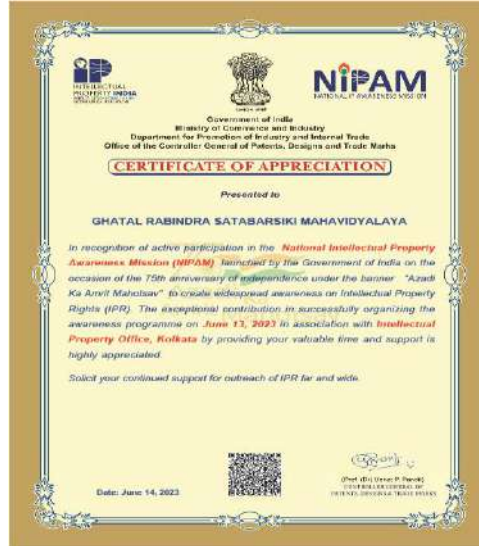 INTELLECTUAL
PROPERTY INDIA
NiPAM
NATIONAL IP AWARENESS MISSION
Government of India
Ministry of Commerce and Industry
Department for Promotion of Industry and Internal Trade
Office of the Controller General of Patents, Designs and Trade Marks
CERTIFICATE OF APPRECIATION
Presented to
GHATAL RABINDRA SATABARSIKI MAHAVIDYALAYA
In recognition of active participation in the National Intellectual Property
Awareness Mission (NIPAM) launched by the Government of India on the
occasion of the 75th anniversary of independence under the banner "Azadi
Ka Amrit Mahotsav" to create widespread awareness on Intellectual Property
Rights (IPR). The exceptional contribution in successfully organizing the
awareness programme on June 13, 2023 in association with Intellectual
Property Office, Kolkata by providing your valuable time and support is
highly appreciated.
Solicit your continued support for outreach of IPR far and wide.
Date: June 14, 2023
(Prof. (Dr) Unnat P. Pandit)
CONTROLLER GENERAL OF
PATENTS, DESIGNS & TRADE MARKS